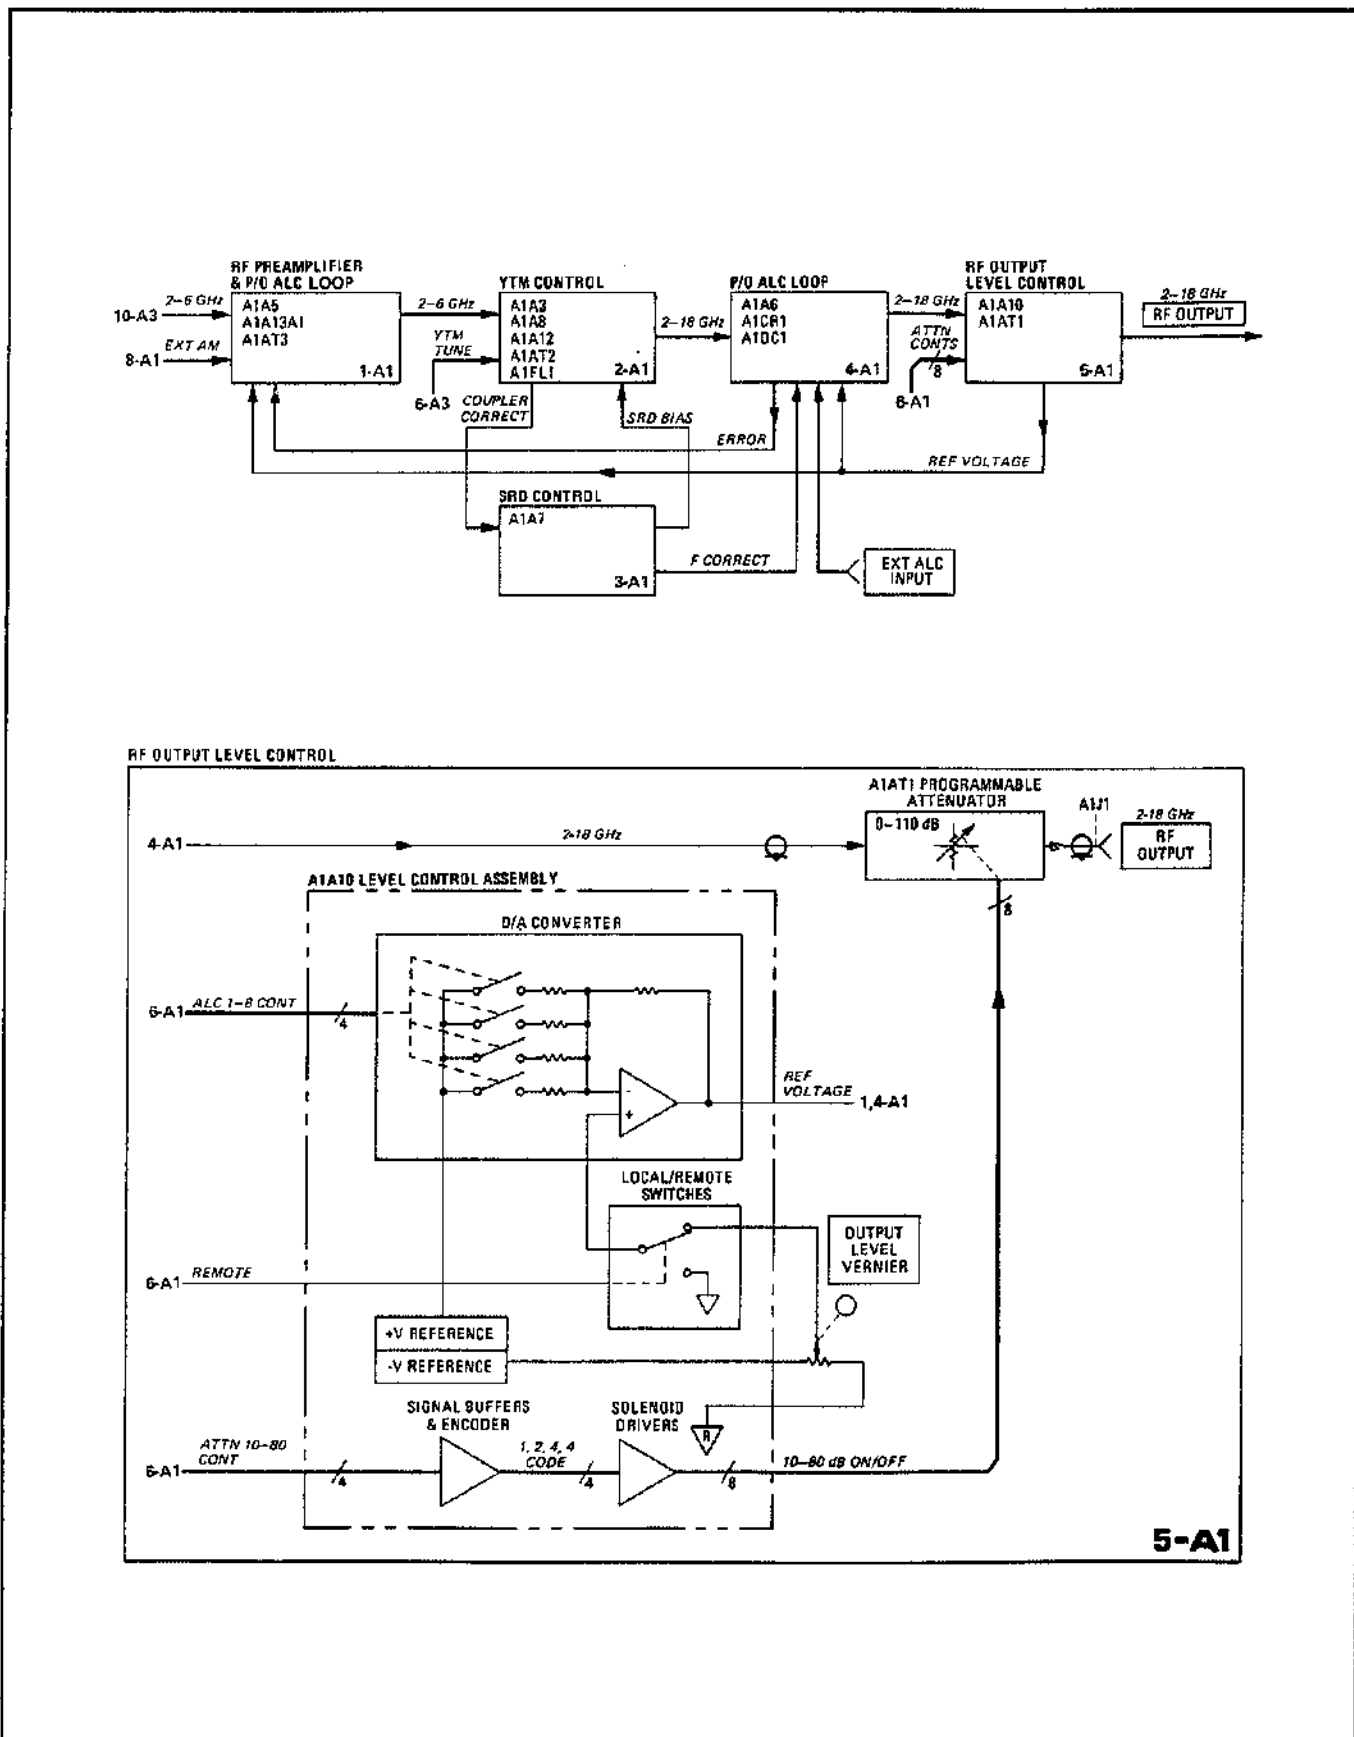 RF PREAMPLIFIER
& P/O ALC LOOP
10-A3
2–6 GHz
8-A1
EXT AM
A1A5
A1A13A1
A1AT3
1-A1
2–6 GHz
YTM
TUNE
6-A3
YTM CONTROL
A1A3
A1A8
A1A12
A1AT2
A1FL1
2-A1
COUPLER
CORRECT
SRD BIAS
2–18 GHz
P/O ALC LOOP
A1A6
A1CR1
A1DC1
4-A1
2–18 GHz
ATTN
CONTS
8
6-A1
RF OUTPUT
LEVEL CONTROL
A1A10
A1AT1
5-A1
2–18 GHz
RF OUTPUT
ERROR
REF VOLTAGE
SRD CONTROL
A1A7
3-A1
F CORRECT
EXT ALC
INPUT
RF OUTPUT LEVEL CONTROL
A1AT1 PROGRAMMABLE
ATTENUATOR
0–110 dB
A1J1
2-18 GHz
RF
OUTPUT
4-A1
2-18 GHz
8
A1A10 LEVEL CONTROL ASSEMBLY
D/A CONVERTER
6-A1
ALC 1–8 CONT
4
-
+
REF
VOLTAGE
1,4-A1
LOCAL/REMOTE
SWITCHES
6-A1
REMOTE
OUTPUT
LEVEL
VERNIER
+V REFERENCE
-V REFERENCE
SIGNAL BUFFERS
& ENCODER
SOLENOID
DRIVERS
R
6-A1
ATTN 10–80
CONT
4
1, 2, 4, 4
CODE
4
8
10–80 dB ON/OFF
5-A1